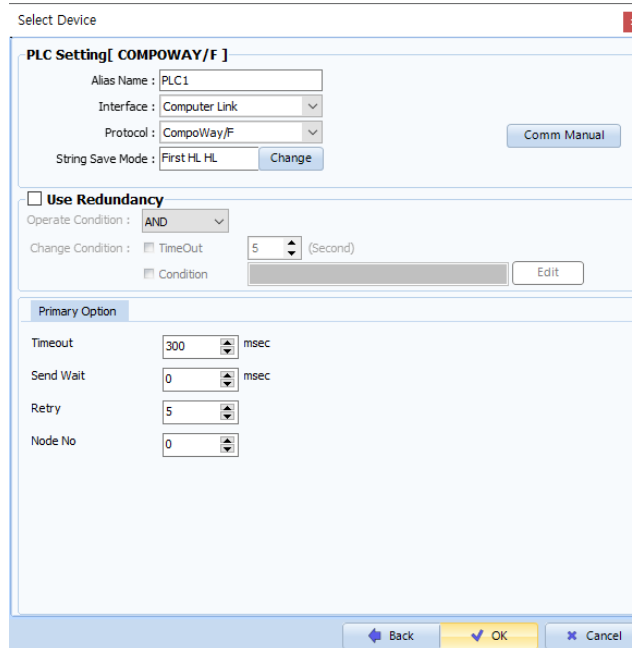 Select Device
PLC Setting[ COMPOWAY/F ]
Alias Name : PLC1
Interface : Computer Link
Protocol : CompoWay/F
Comm Manual
String Save Mode : First HL HL Change
Use Redundancy
Operate Condition : AND
Change Condition : TimeOut 5 (Second)
Condition Edit
Primary Option
Timeout 300 msec
Send Wait 0 msec
Retry 5
Node No 0
Back OK Cancel